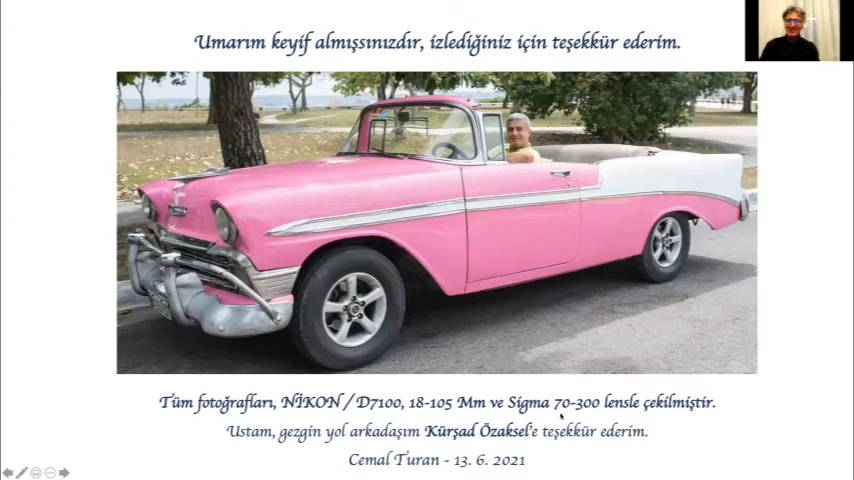 Umarım keyif almışsınızdır, izlediğiniz için teşekkür ederim.
Tüm fotoğrafları, NİKON / D7100, 18-105 Mm ve Sigma 70-300 lensle çekilmiştir.
Ustam, gezgin yol arkadaşım Kürşad Özaksel'e teşekkür ederim.
Cemal Turan - 13. 6. 2021